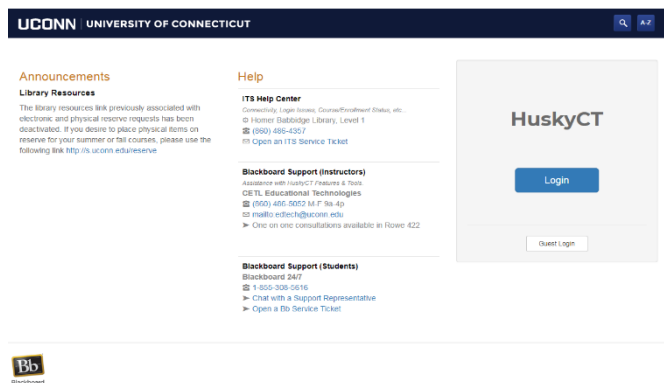 UCONN | UNIVERSITY OF CONNECTICUT
A-Z
Announcements
Library Resources
The library resources link previously associated with
electronic and physical reserve requests has been
deactivated. If you desire to place physical items on
reserve for your summer or fall courses, please use the
following link http://s.uconn.edu/reserve
Help
ITS Help Center
Connectivity, Login Issues, Course/Enrollment Status, etc...
Homer Babbidge Library, Level 1
(860) 486-4357
Open an ITS Service Ticket
Blackboard Support (Instructors)
Assistance with HuskyCT Features & Tools.
CETL Educational Technologies
(860) 486-5052 M-F 9a-4p
mailto:edtech@uconn.edu
➤ One on one consultations available in Rowe 422
Blackboard Support (Students)
Blackboard 24/7
1-855-308-5616
➤ Chat with a Support Representative
➤ Open a Bb Service Ticket
HuskyCT
Login
Guest Login
Bb
Blackboard